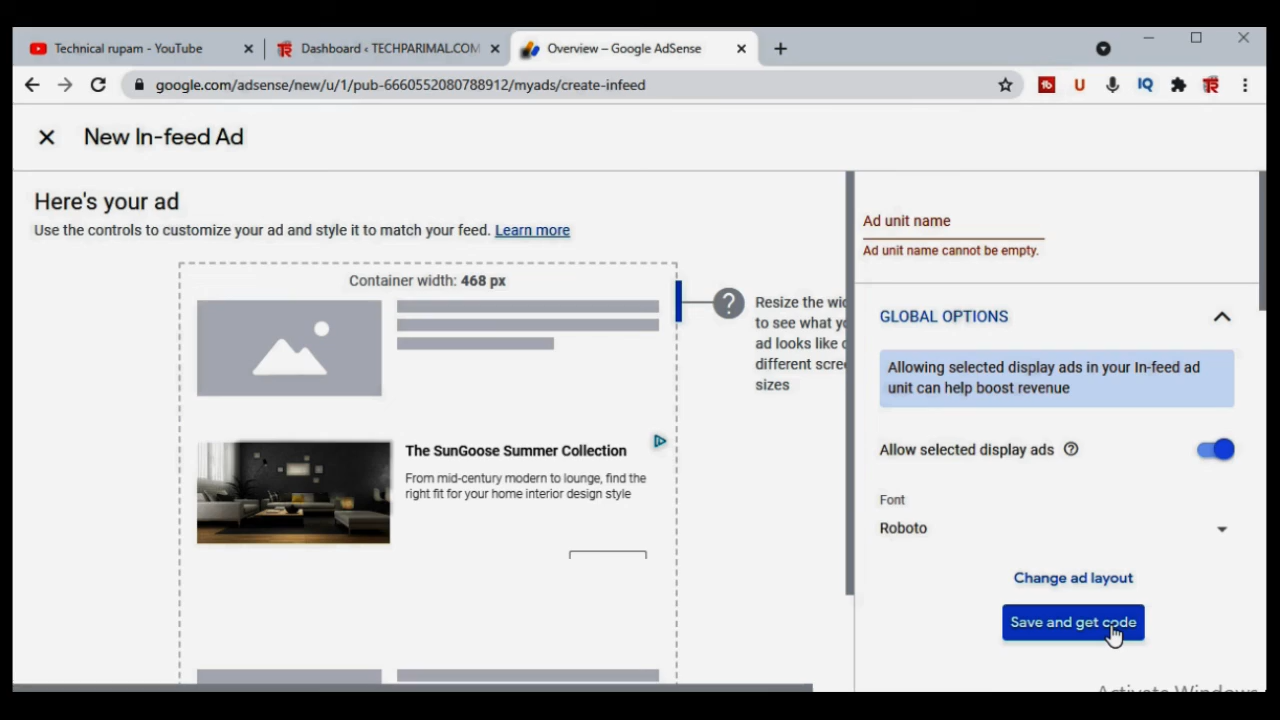 Technical rupam - YouTube
Dashboard ‹ TECHPARIMAL.COM
Overview – Google AdSense
google.com/adsense/new/u/1/pub-6660552080788912/myads/create-infeed
New In-feed Ad
Here's your ad
Use the controls to customize your ad and style it to match your feed. Learn more
Container width: 468 px
Resize the wi
to see what yo
ad looks like
different scree
sizes
The SunGoose Summer Collection
From mid-century modern to lounge, find the
right fit for your home interior design style
Ad unit name
Ad unit name cannot be empty.
GLOBAL OPTIONS
Allowing selected display ads in your In-feed ad
unit can help boost revenue
Allow selected display ads
Font
Roboto
Change ad layout
Save and get code
Activate Windows